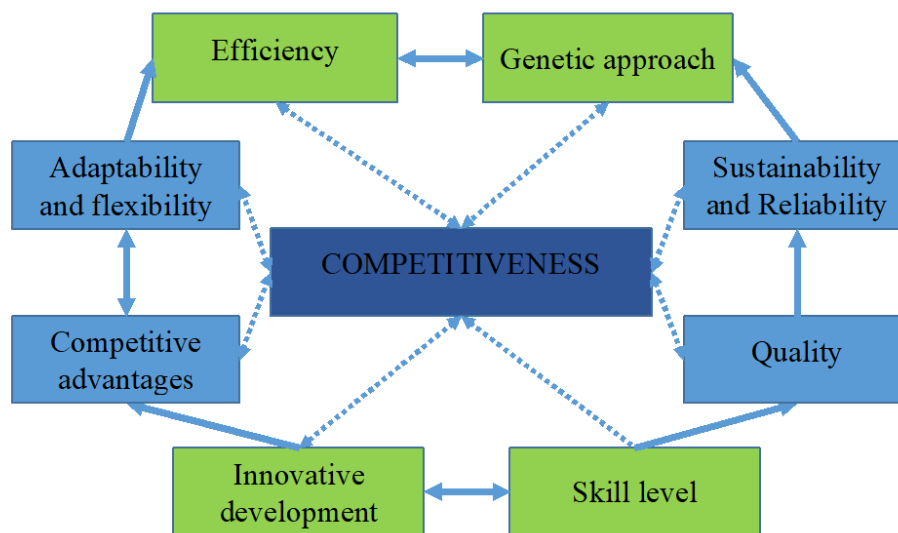 Efficiency
Genetic approach
Adaptability
and flexibility
Sustainability
and Reliability
COMPETITIVENESS
Competitive
advantages
Quality
Innovative
development
Skill level